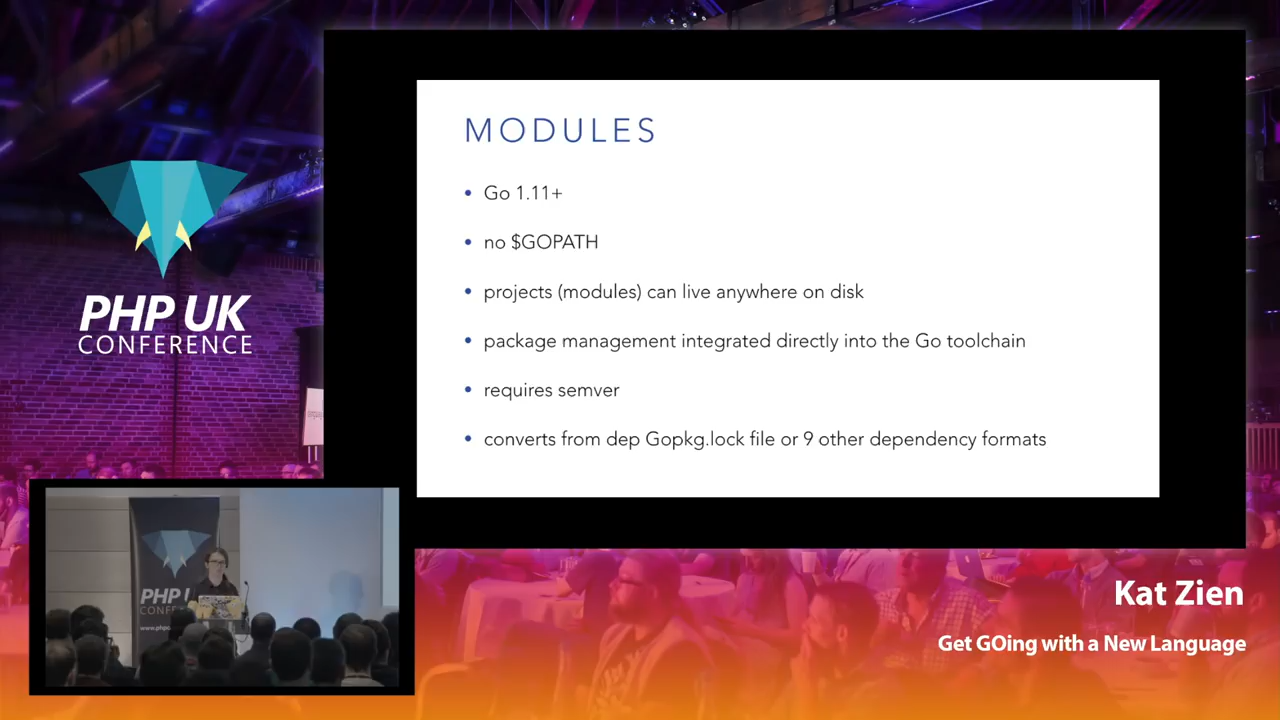 MODULES
• Go 1.11+
• no $GOPATH
• projects (modules) can live anywhere on disk
• package management integrated directly into the Go toolchain
• requires semver
• converts from dep Gopkg.lock file or 9 other dependency formats
PHP UK
CONFERENCE
Kat Zien
Get GOing with a New Language